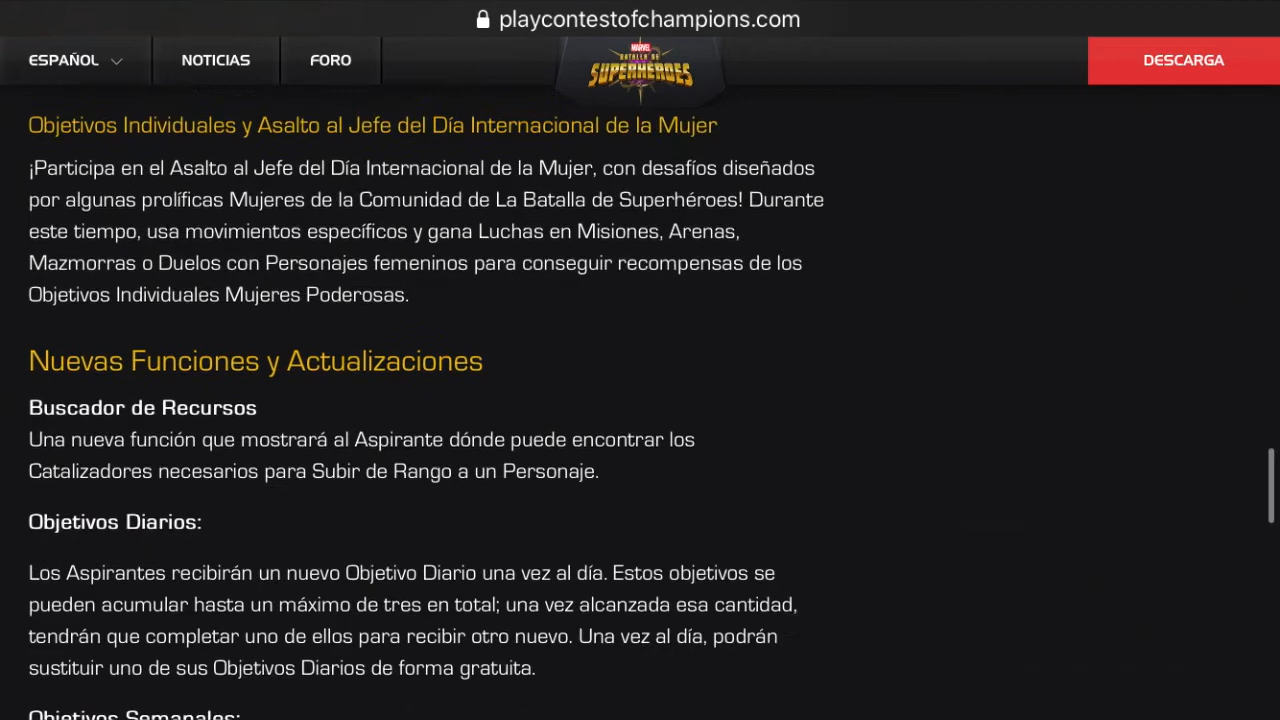 playcontestofchampions.com
ESPAÑOL
NOTICIAS
FORO
MARVEL
BATALLA DE
SUPERHÉROES
DESCARGA
Objetivos Individuales y Asalto al Jefe del Día Internacional de la Mujer
¡Participa en el Asalto al Jefe del Día Internacional de la Mujer, con desafíos diseñados
por algunas prolíficas Mujeres de la Comunidad de La Batalla de Superhéroes! Durante
este tiempo, usa movimientos específicos y gana Luchas en Misiones, Arenas,
Mazmorras o Duelos con Personajes femeninos para conseguir recompensas de los
Objetivos Individuales Mujeres Poderosas.
Nuevas Funciones y Actualizaciones
Buscador de Recursos
Una nueva función que mostrará al Aspirante dónde puede encontrar los
Catalizadores necesarios para Subir de Rango a un Personaje.
Objetivos Diarios:
Los Aspirantes recibirán un nuevo Objetivo Diario una vez al día. Estos objetivos se
pueden acumular hasta un máximo de tres en total; una vez alcanzada esa cantidad,
tendrán que completar uno de ellos para recibir otro nuevo. Una vez al día, podrán
sustituir uno de sus Objetivos Diarios de forma gratuita.
Objetivos Semanales: